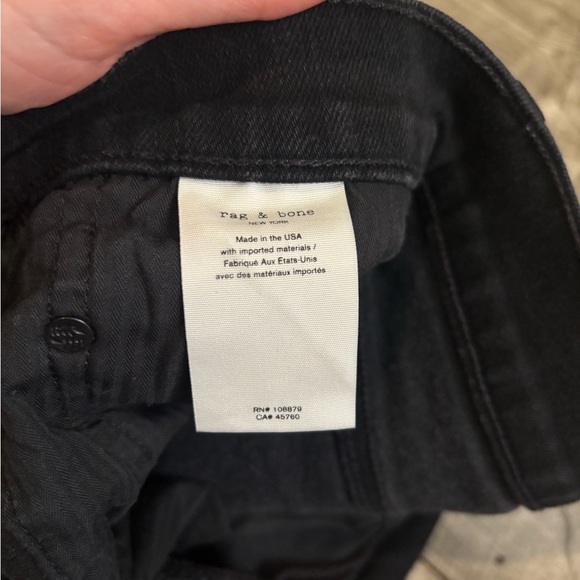 rag & bone
NEW YORK
Made in the USA
with imported materials /
Fabriqué Aux États-Unis
avec des matériaux importés
RN# 108879
CA# 45760